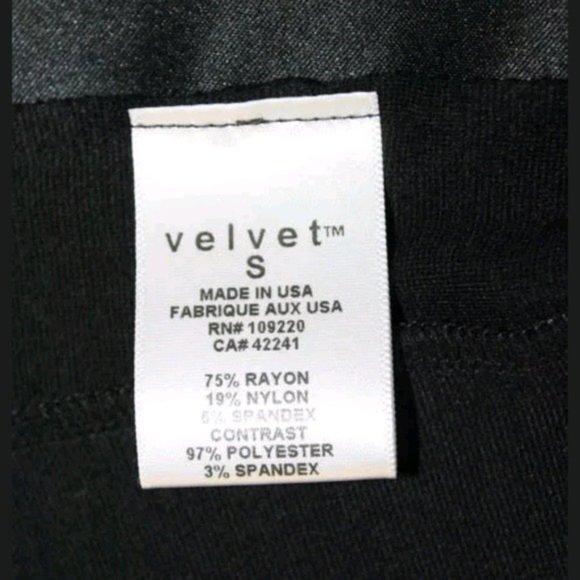 velvet™
S
MADE IN USA
FABRIQUE AUX USA
RN# 109220
CA# 42241
75% RAYON
19% NYLON
6% SPANDEX
CONTRAST
97% POLYESTER
3% SPANDEX